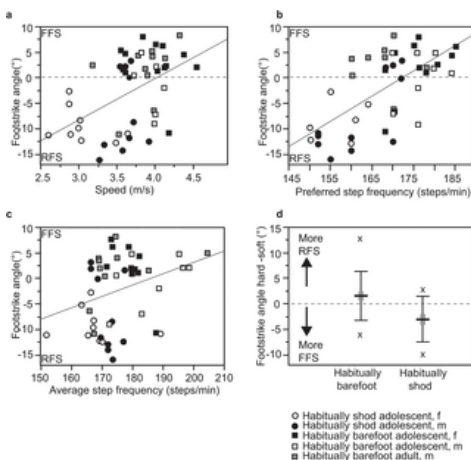 a
FFS
10
5
0
-5
-10
-15
RFS
Footstrike angle(°)
2.5
3.0
3.5
4.0
4.5
Speed (m/s)
b
FFS
10
5
0
-5
-10
-15
RFS
Footstrike angle(°)
145
155
165
175
185
Preferred step frequency (steps/min)
c
FFS
10
5
0
-5
-10
-15
RFS
Footstrike angle(°)
150
160
170
180
190
200
210
Average step frequency (steps/min)
d
Footstrike angle hard -soft(°)
15
10
5
0
-5
-10
More
RFS
More
FFS
Habitually
barefoot
Habitually
shod
Habitually shod adolescent, f
Habitually shod adolescent, m
Habitually barefoot adolescent, f
Habitually barefoot adolescent, m
Habitually barefoot adult, m